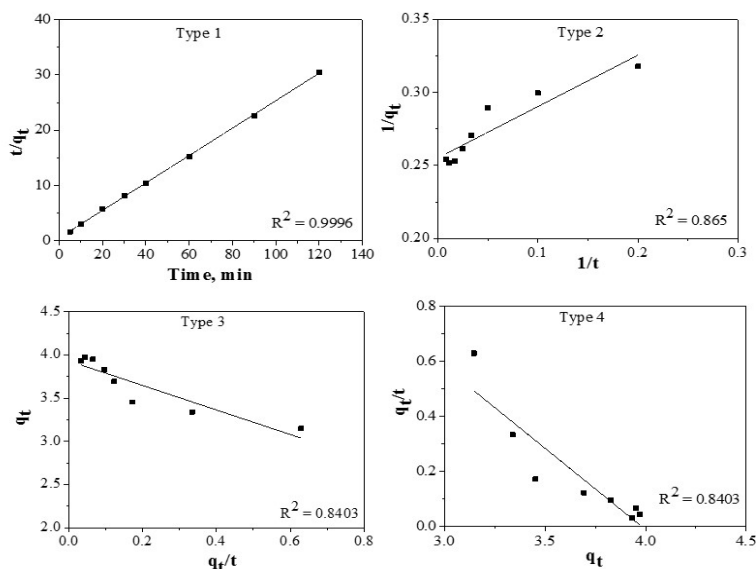 Type 1
t/qt
40
30
20
10
0
0 20 40 60 80 100 120 140
Time, min
R2 = 0.9996
Type 2
1/qt
0.35
0.30
0.25
0.20
0.0 0.1 0.2 0.3
1/t
R2 = 0.865
Type 3
qt
4.5
4.0
3.5
3.0
2.5
2.0
0.0 0.2 0.4 0.6 0.8
qt/t
R2 = 0.8403
Type 4
qt/t
0.8
0.6
0.4
0.2
0.0
3.0 3.5 4.0 4.5
qt
R2 = 0.8403